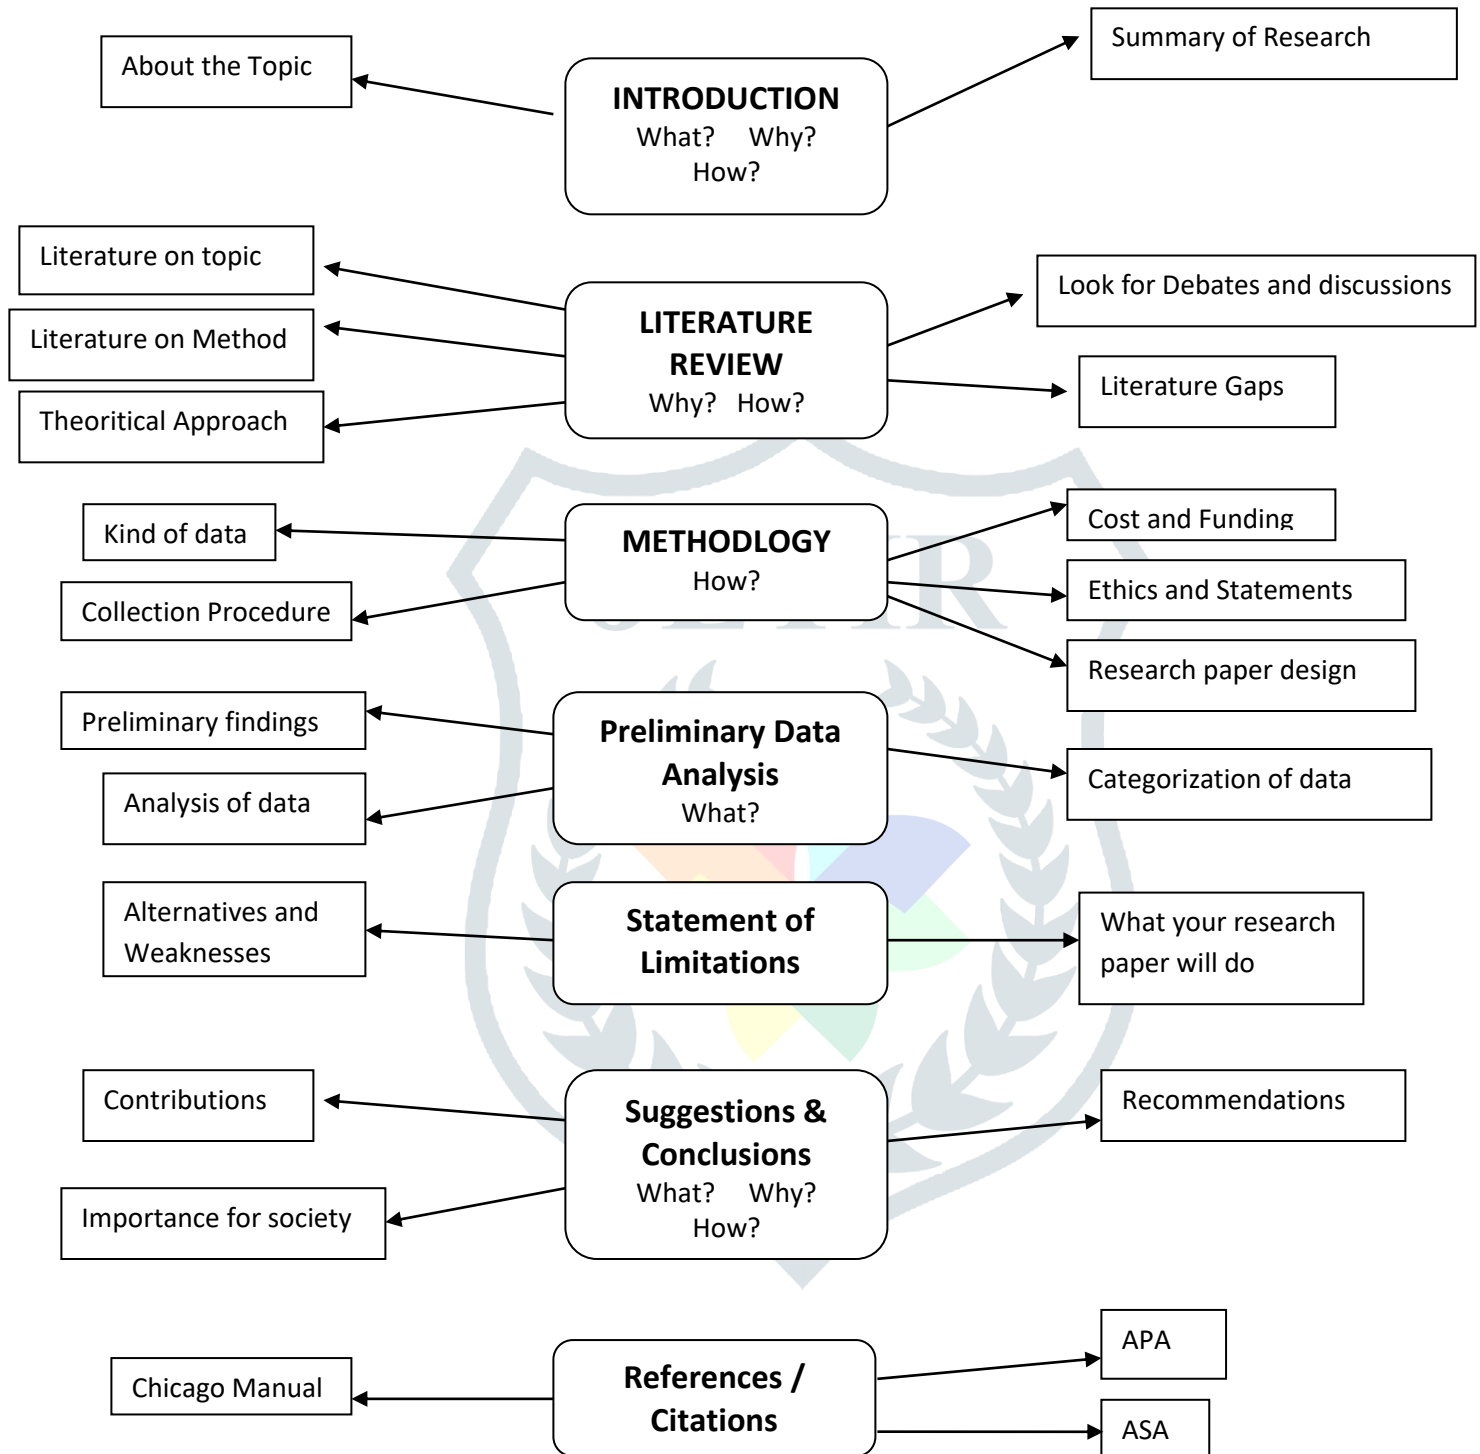 About the Topic
INTRODUCTION
What? Why?
How?
Summary of Research
Literature on topic
Literature on Method
Theoritical Approach
LITERATURE
REVIEW
Why? How?
Look for Debates and discussions
Literature Gaps
Kind of data
Collection Procedure
METHODLOGY
How?
Cost and Funding
Ethics and Statements
Research paper design
JETIR
Preliminary findings
Analysis of data
Preliminary Data
Analysis
What?
Categorization of data
Alternatives and
Weaknesses
Statement of
Limitations
What your research
paper will do
Contributions
Importance for society
Suggestions &
Conclusions
What? Why?
How?
Recommendations
Chicago Manual
References /
Citations
APA
ASA